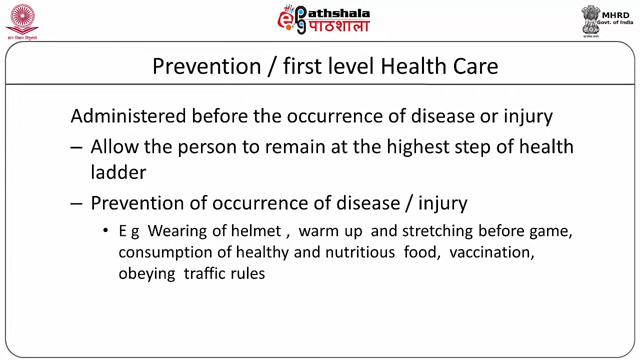 Pathshala
पाठशाला
MHRD
Govt. of India
Prevention / first level Health Care
Administered before the occurrence of disease or injury
– Allow the person to remain at the highest step of health
ladder
– Prevention of occurrence of disease / injury
• E g Wearing of helmet , warm up and stretching before game,
consumption of healthy and nutritious food, vaccination,
obeying traffic rules